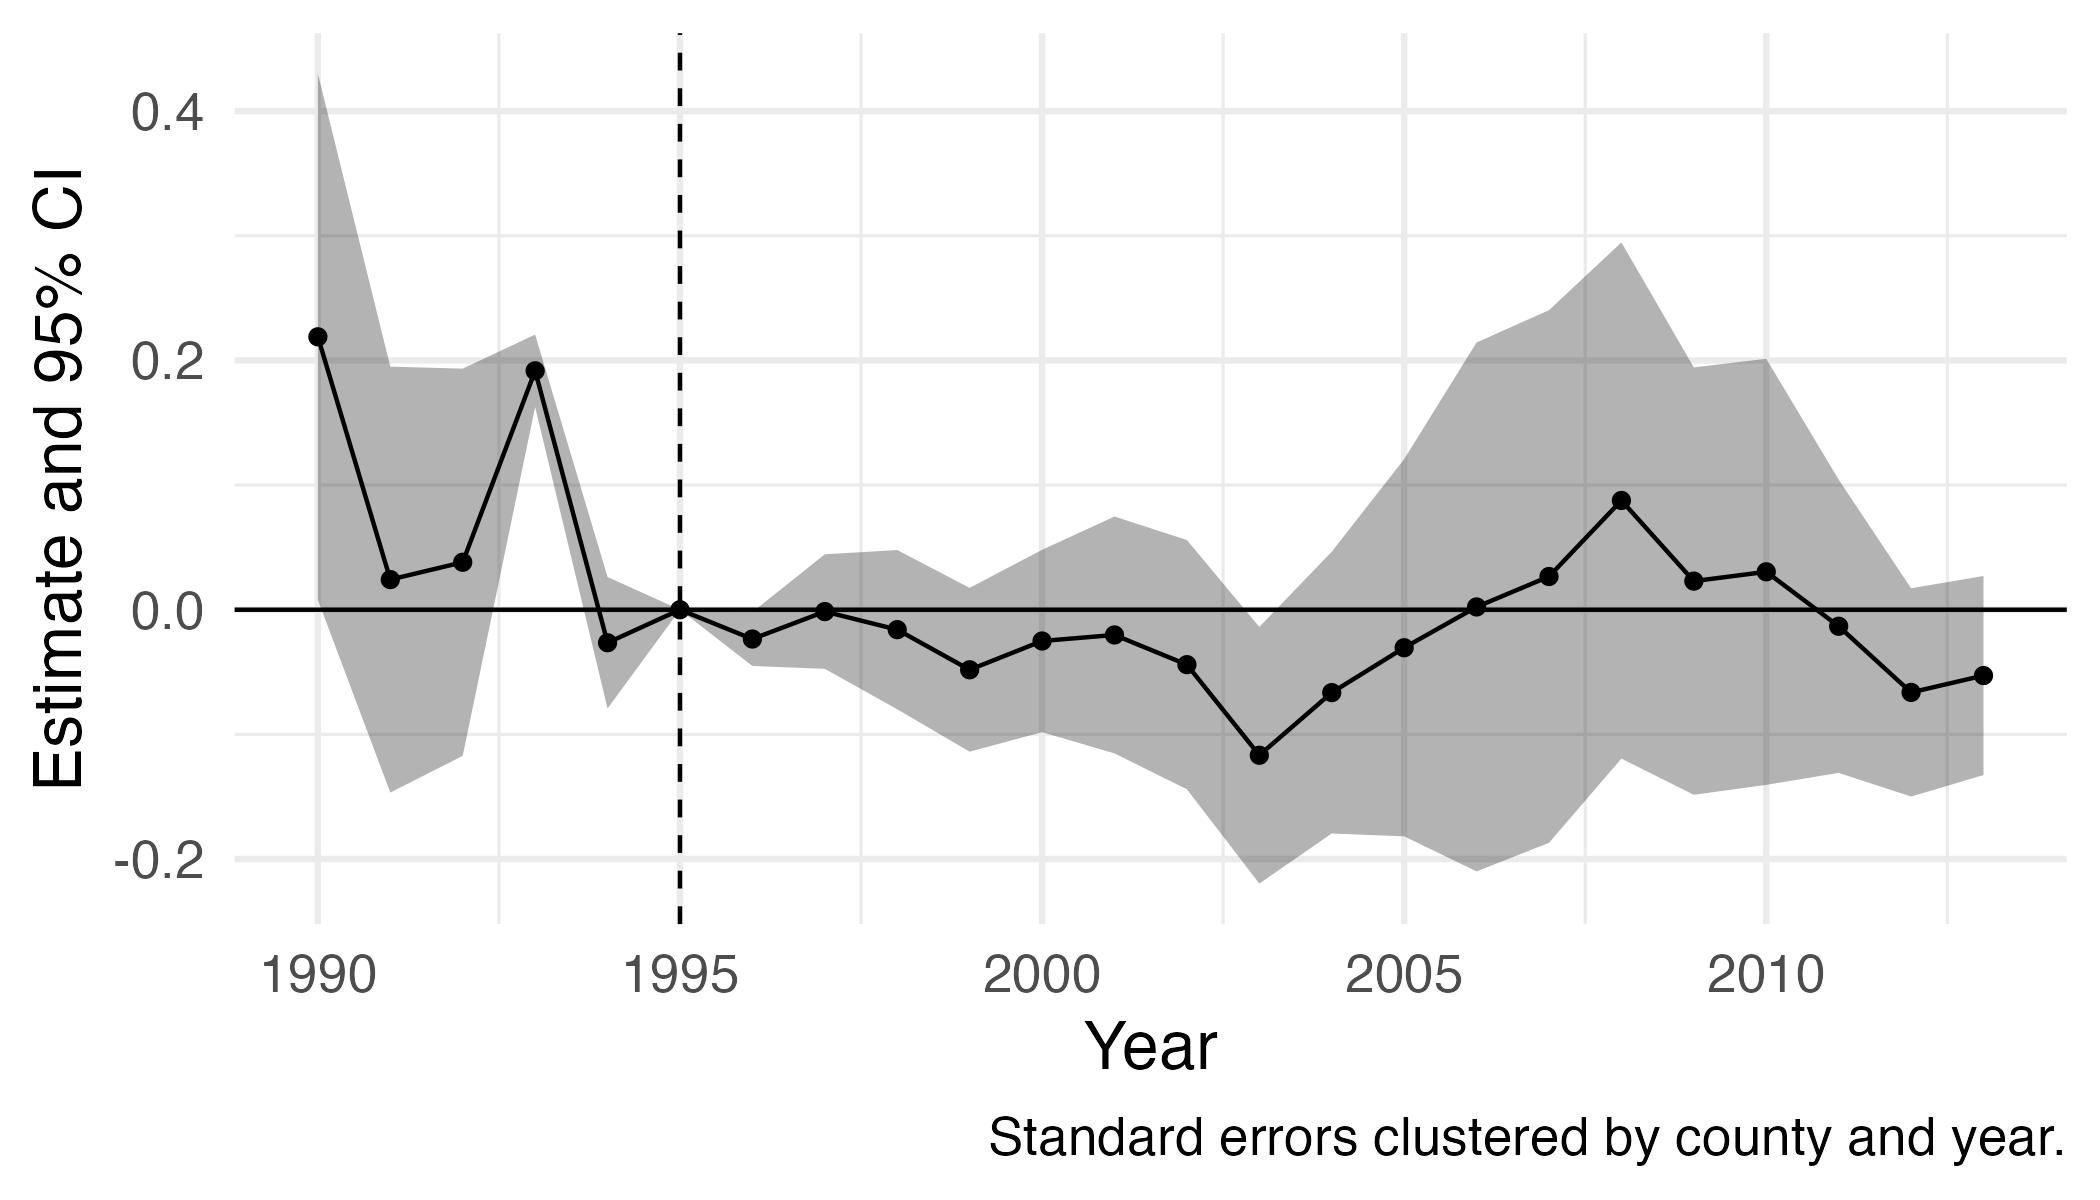 Estimate and 95% CI
0.4
0.2
0.0
-0.2
1990 1995 2000 2005 2010
Year
Standard errors clustered by county and year.